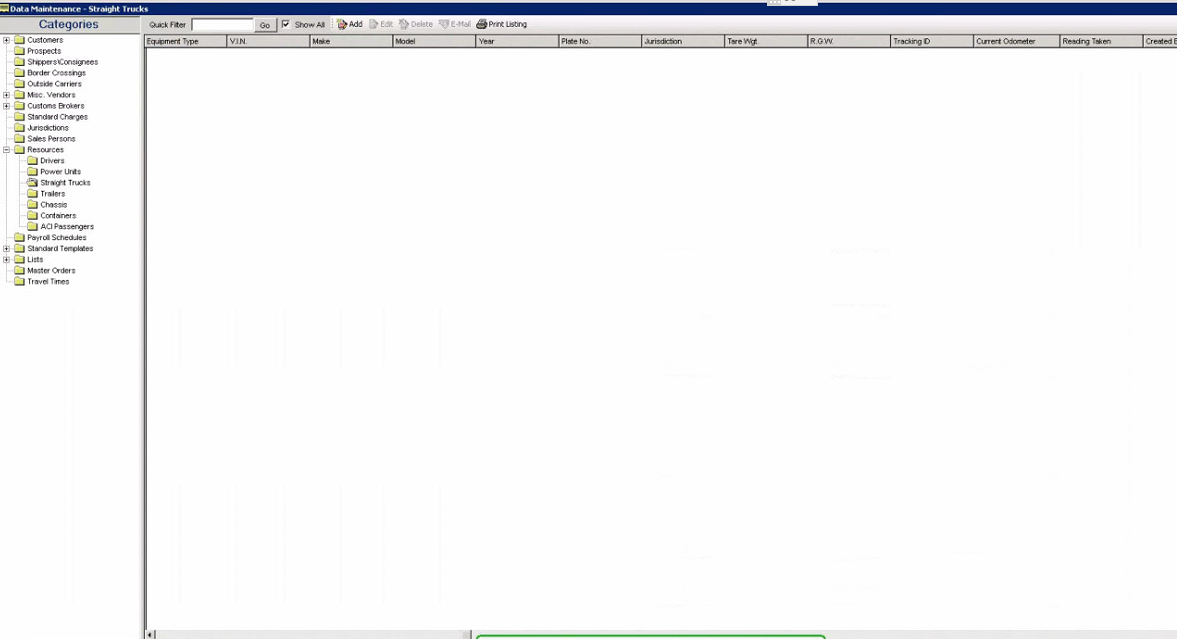 Data Maintenance - Straight Trucks
Categories
Quick Filter Go Show All Add Edit Delete E-Mail Print Listing
Equipment Type V.I.N. Make Model Year Plate No. Jurisdiction Tare Wgt. R.G.W. Tracking ID Current Odometer Reading Taken Created
Customers
Prospects
Shippers\Consignees
Border Crossings
Outside Carriers
Misc. Vendors
Customs Brokers
Standard Charges
Jurisdictions
Sales Persons
Resources
Drivers
Power Units
Straight Trucks
Trailers
Chassis
Containers
ACI Passengers
Payroll Schedules
Standard Templates
Lists
Master Orders
Travel Times